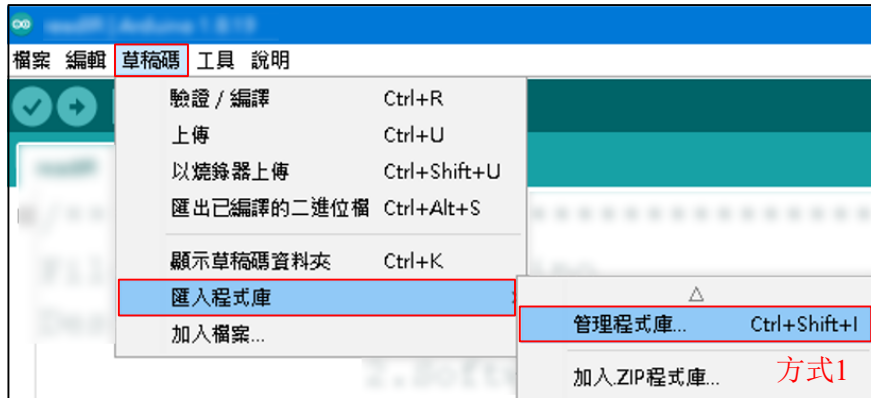 檔案 編輯 草稿碼 工具 說明
驗證 / 編譯 Ctrl+R
上傳 Ctrl+U
以燒錄器上傳 Ctrl+Shift+U
匯出已編譯的二進位檔 Ctrl+Alt+S
顯示草稿碼資料夾 Ctrl+K
匯入程式庫
加入檔案...
管理程式庫... Ctrl+Shift+I
加入.ZIP程式庫... 方式1